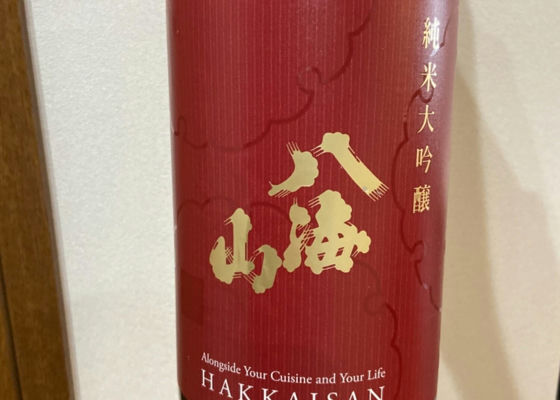 純米大吟醸
八海山
Alongside Your Cuisine and Your Life
HAKKAISAN